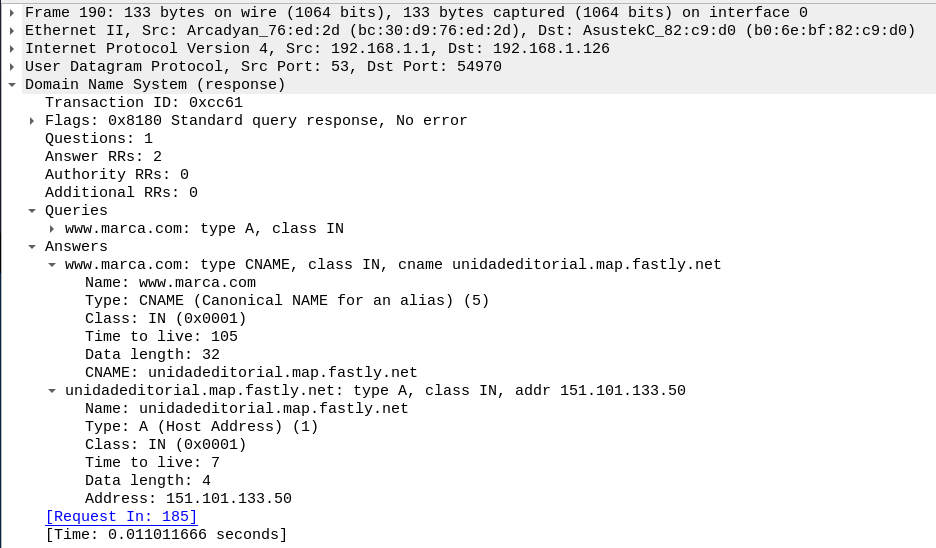 Frame 190: 133 bytes on wire (1064 bits), 133 bytes captured (1064 bits) on interface 0
Ethernet II, Src: Arcadyan_76:ed:2d (bc:30:d9:76:ed:2d), Dst: AsustekC_82:c9:d0 (b0:6e:bf:82:c9:d0)
Internet Protocol Version 4, Src: 192.168.1.1, Dst: 192.168.1.126
User Datagram Protocol, Src Port: 53, Dst Port: 54970
Domain Name System (response)
Transaction ID: 0xcc61
Flags: 0x8180 Standard query response, No error
Questions: 1
Answer RRs: 2
Authority RRs: 0
Additional RRs: 0
Queries
www.marca.com: type A, class IN
Answers
www.marca.com: type CNAME, class IN, cname unidadeditorial.map.fastly.net
Name: www.marca.com
Type: CNAME (Canonical NAME for an alias) (5)
Class: IN (0x0001)
Time to live: 105
Data length: 32
CNAME: unidadeditorial.map.fastly.net
unidadeditorial.map.fastly.net: type A, class IN, addr 151.101.133.50
Name: unidadeditorial.map.fastly.net
Type: A (Host Address) (1)
Class: IN (0x0001)
Time to live: 7
Data length: 4
Address: 151.101.133.50
[Request In: 185]
[Time: 0.011011666 seconds]